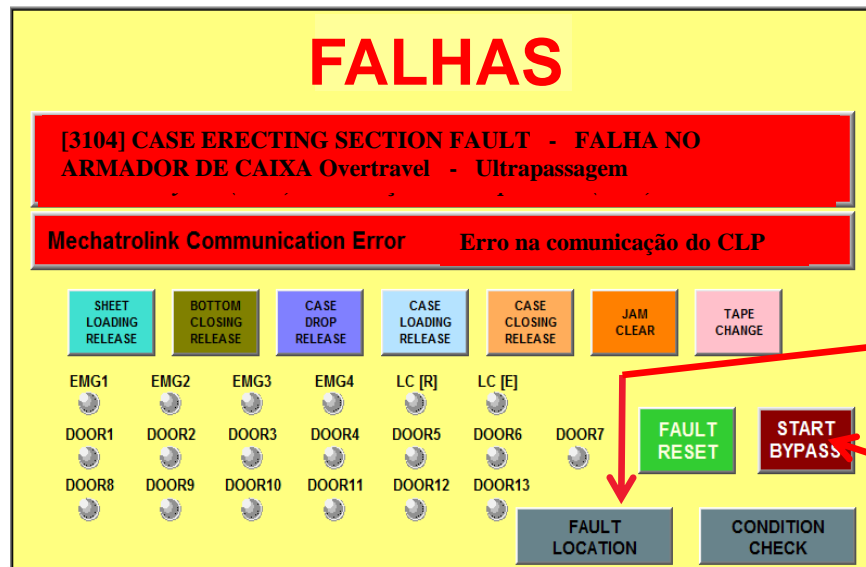 FALHAS
[3104] CASE ERECTING SECTION FAULT - FALHA NO
ARMADOR DE CAIXA Overtravel - Ultrapassagem
Mechatrolink Communication Error Erro na comunicação do CLP
SHEET LOADING RELEASE
BOTTOM CLOSING RELEASE
CASE DROP RELEASE
CASE LOADING RELEASE
CASE CLOSING RELEASE
JAM CLEAR
TAPE CHANGE
EMG1 EMG2 EMG3 EMG4 LC [R] LC [E]
DOOR1 DOOR2 DOOR3 DOOR4 DOOR5 DOOR6 DOOR7
FAULT RESET
START BYPASS
DOOR8 DOOR9 DOOR10 DOOR11 DOOR12 DOOR13
FAULT LOCATION
CONDITION CHECK